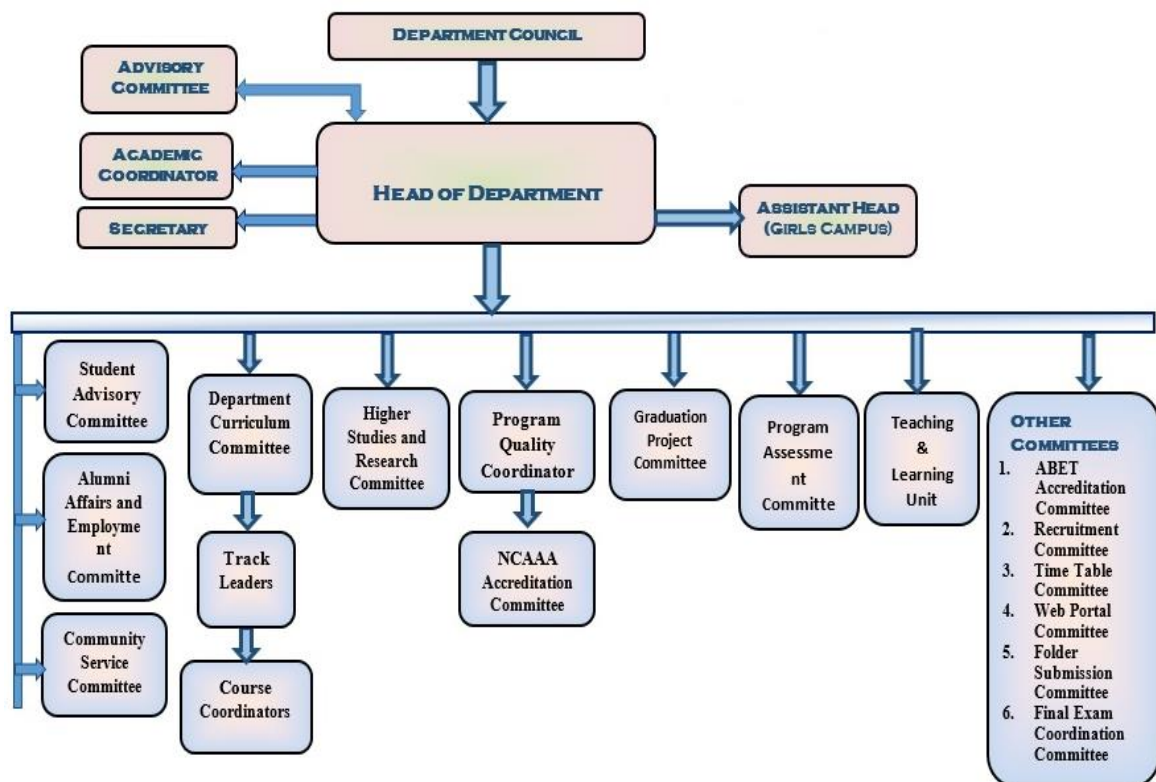 DEPARTMENT COUNCIL
ADVISORY
COMMITTEE
ACADEMIC
COORDINATOR
SECRETARY
HEAD OF DEPARTMENT
ASSISTANT HEAD
(GIRLS CAMPUS)
Student
Advisory
Committee
Alumni
Affairs and
Employme
nt
Committe
Community
Service
Committee
Department
Curriculum
Committee
Track
Leaders
Course
Coordinators
Higher
Studies and
Research
Committee
Program
Quality
Coordinator
NCAAA
Accreditation
Committee
Graduation
Project
Committee
Program
Assessme
nt
Committe
Teaching
&
Learning
Unit
OTHER
COMMITTEES
1. ABET
Accreditation
Committee
2. Recruitment
Committee
3. Time Table
Committee
4. Web Portal
Committee
5. Folder
Submission
Committee
6. Final Exam
Coordination
Committee